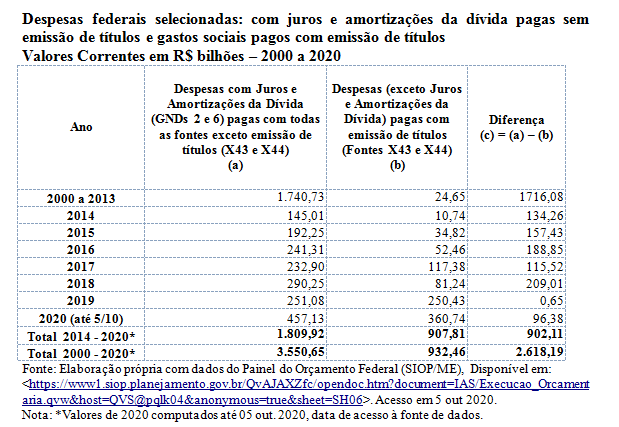 Despesas federais selecionadas: com juros e amortizações da dívida pagas sem
emissão de títulos e gastos sociais pagos com emissão de títulos
Valores Correntes em R$ bilhões – 2000 a 2020
Ano
Despesas com Juros e
Amortizações da Dívida
(GNDs 2 e 6) pagas com todas
as fontes exceto emissão de
títulos (X43 e X44)
(a)
Despesas (exceto Juros
e Amortizações da
Dívida) pagas com
emissão de títulos
(Fontes X43 e X44)
(b)
Diferença
(c) = (a) – (b)
2000 a 2013 1.740,73 24,65 1716,08
2014 145,01 10,74 134,26
2015 192,25 34,82 157,43
2016 241,31 52,46 188,85
2017 232,90 117,38 115,52
2018 290,25 81,24 209,01
2019 251,08 250,43 0,65
2020 (até 5/10) 457,13 360,74 96,38
Total 2014 - 2020* 1.809,92 907,81 902,11
Total 2000 - 2020* 3.550,65 932,46 2.618,19
Fonte: Elaboração própria com dados do Painel do Orçamento Federal (SIOP/ME), Disponível em:
<https://www1.siop.planejamento.gov.br/QvAJAXZfc/opendoc.htm?document=IAS/Execucao_Orcament
aria.qvw&host=QVS@pqlk04&anonymous=true&sheet=SH06>. Acesso em 5 out 2020.
Nota: *Valores de 2020 computados até 05 out. 2020, data de acesso à fonte de dados.